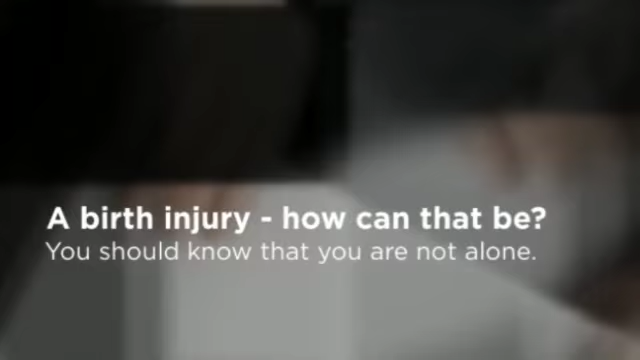 A birth injury - how can that be?
You should know that you are not alone.